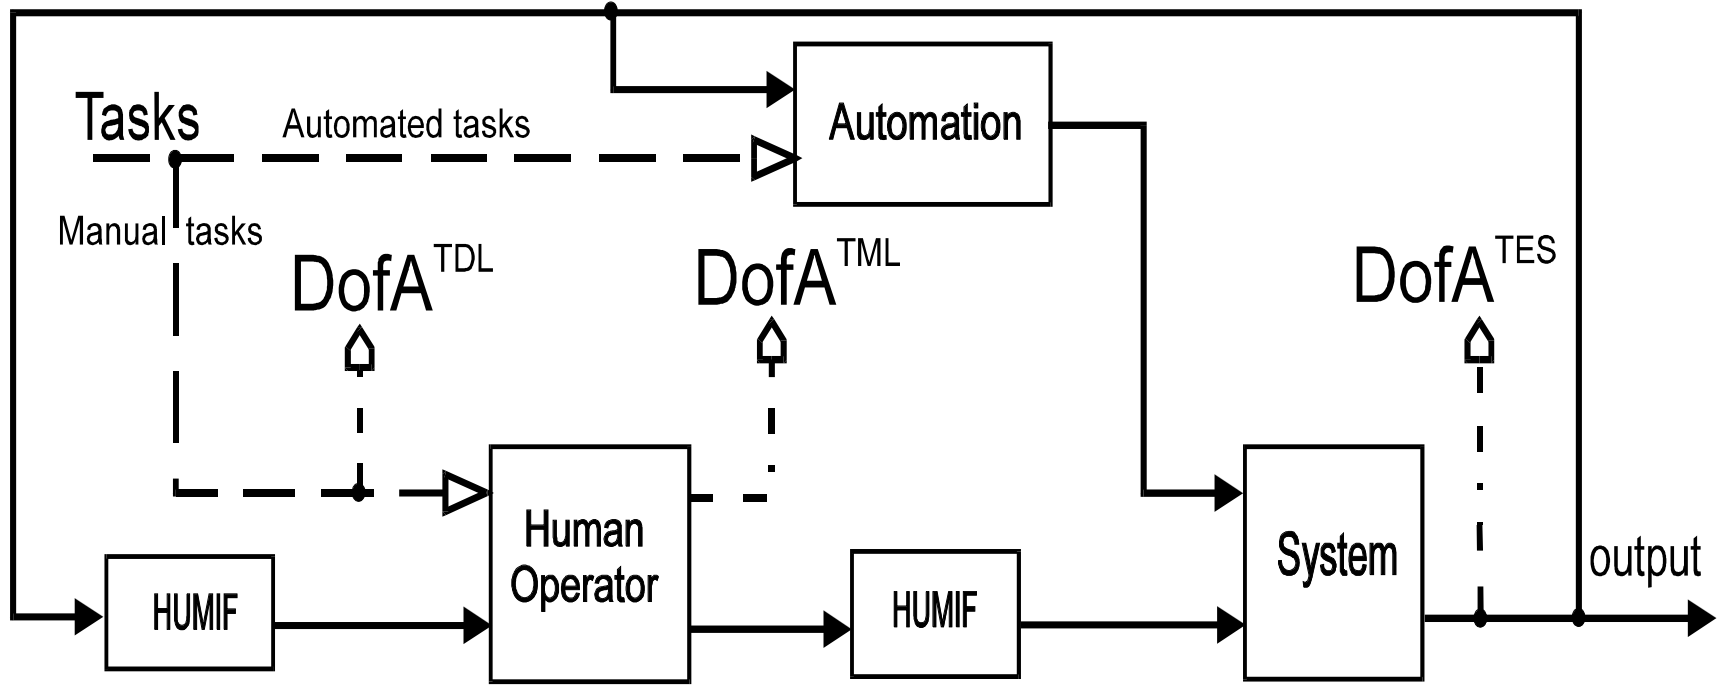 Tasks
Automated tasks
Automation
Manual tasks
DofA^TDL
DofA^TML
DofA^TES
Human
Operator
System
output
HUMIF
HUMIF